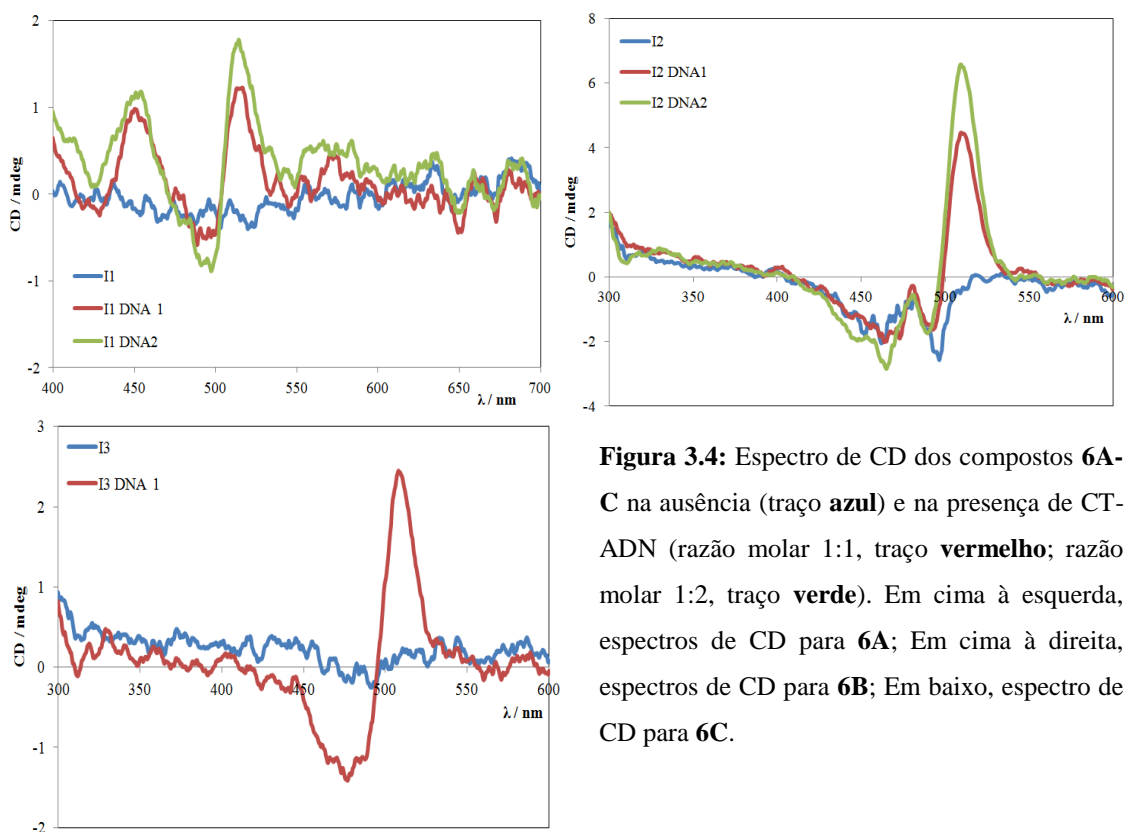 2
1
0
-1
-2
CD / mdeg
I1
I1 DNA 1
I1 DNA2
400 450 500 550 600 650 700
λ / nm
8
6
4
2
0
-2
-4
CD / mdeg
I2
I2 DNA1
I2 DNA2
300 350 400 450 500 550 600
λ / nm
3
2
1
0
-1
-2
CD / mdeg
I3
I3 DNA 1
300 350 400 450 500 550 600
λ / nm
Figura 3.4: Espectro de CD dos compostos 6A-
C na ausência (traço azul) e na presença de CT-
ADN (razão molar 1:1, traço vermelho; razão
molar 1:2, traço verde). Em cima à esquerda,
espectros de CD para 6A; Em cima à direita,
espectros de CD para 6B; Em baixo, espectro de
CD para 6C.